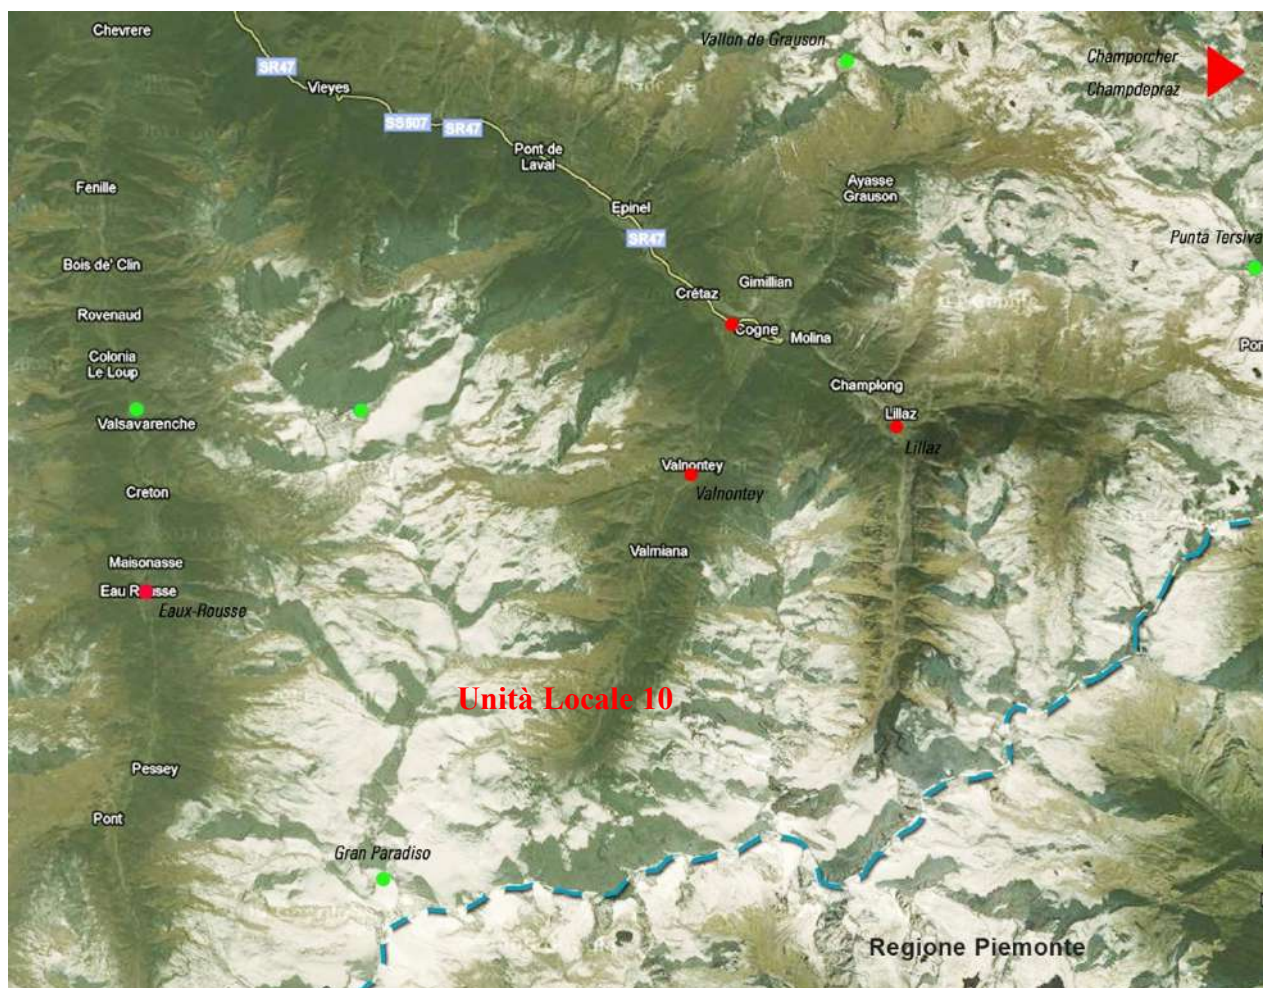 Chevrere
Vallon de Grauson
Champorcher
Champdepraz
SR47
Vieyes
SS507
SR47
Pont de
Laval
Ayasse
Grauson
Fenille
Epinel
SR47
Punta Tersiva
Bois de' Clin
Gimillian
Crétaz
Rovenaud
Cogne
Molina
Colonia
Le Loup
Champlong
Valsavarenche
Lillaz
Lillaz
Valnontey
Valnontey
Creton
Valmiana
Maisonasse
Eaux-Rousse
Unità Locale 10
Pessey
Pont
Gran Paradiso
Regione Piemonte